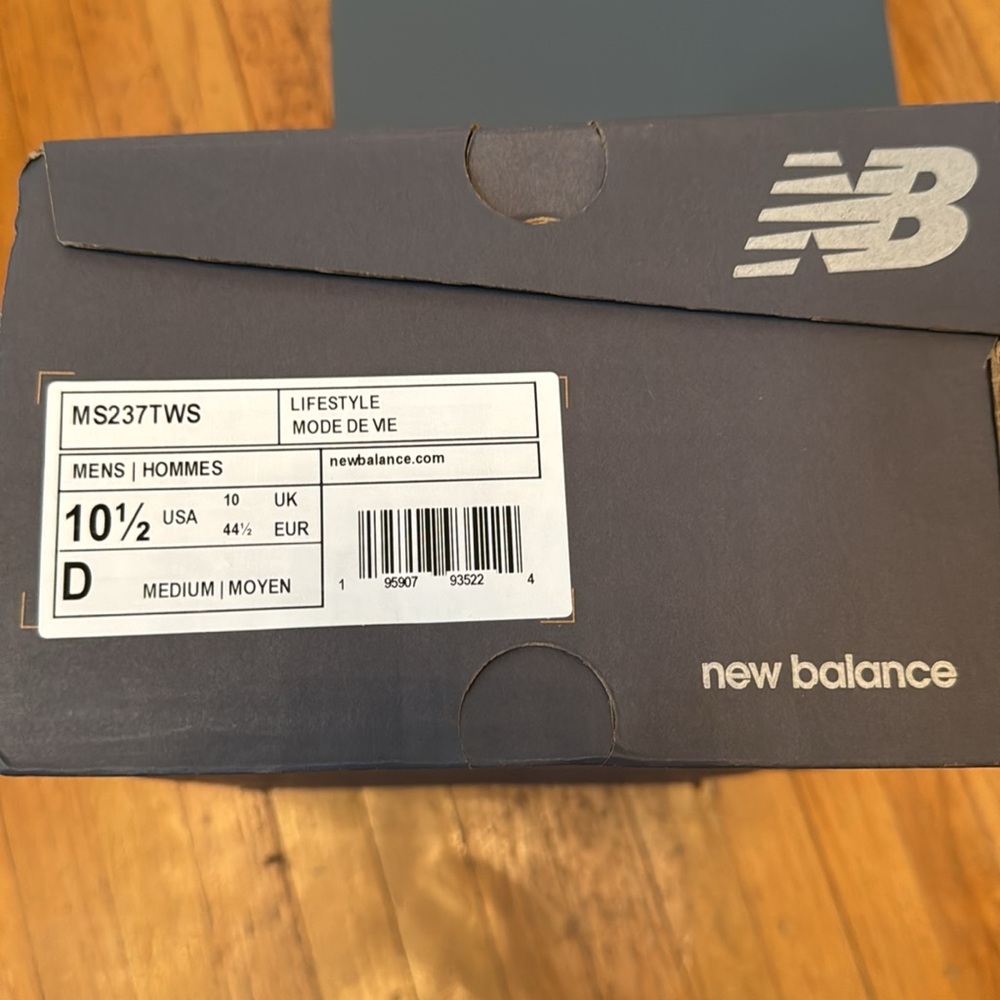 NB
MS237TWS
LIFESTYLE
MODE DE VIE
MENS | HOMMES
newbalance.com
10½ USA
10 UK
44½ EUR
D MEDIUM | MOYEN
1 95907 93522 4
new balance